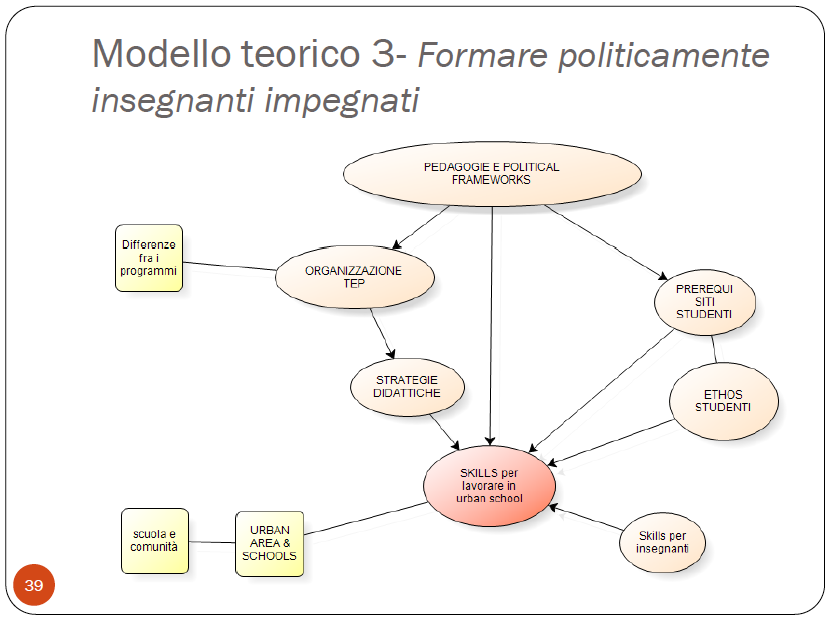 Modello teorico 3- Formare politicamente
insegnanti impegnati
PEDAGOGIE E POLITICAL
FRAMEWORKS
Differenze
fra i
programmi
ORGANIZZAZIONE
TEP
PREREQUI
SITI
STUDENTI
STRATEGIE
DIDATTICHE
ETHOS
STUDENTI
SKILLS per
lavorare in
urban school
scuola e
comunità
URBAN
AREA &
SCHOOLS
Skills per
insegnanti
39